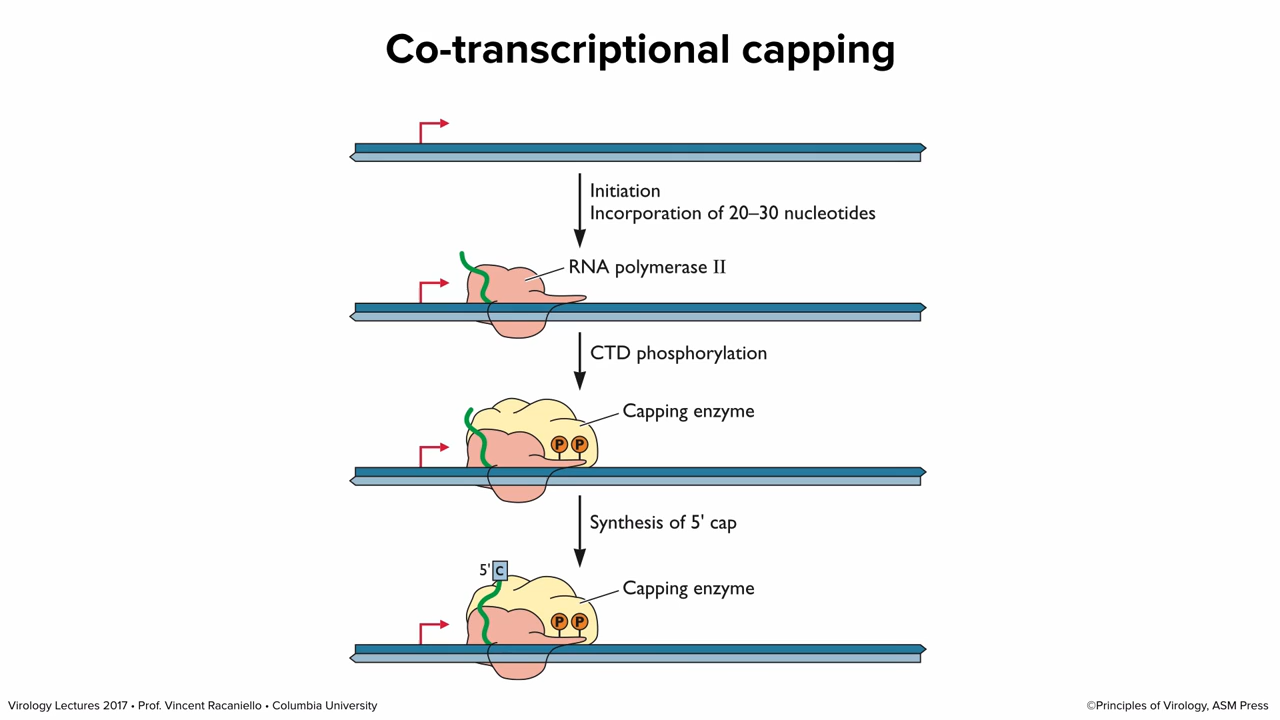 Co-transcriptional capping
Initiation
Incorporation of 20–30 nucleotides
RNA polymerase II
CTD phosphorylation
Capping enzyme
P P
Synthesis of 5' cap
5' C
Capping enzyme
P P
Virology Lectures 2017 • Prof. Vincent Racaniello • Columbia University
©Principles of Virology, ASM Press